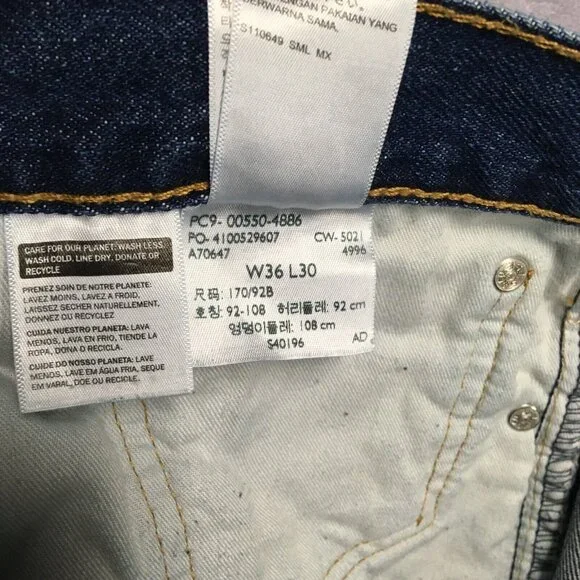 DENGAN PAKAIAN YANG
BERWARNA SAMA.
S110649 SML MX
PC9- 00550-4886
PO- 4100529607 CW- 5021
A70647 4996
W36 L30
尺码: 170/92B
호칭: 92-108 허리둘레: 92 cm
엉덩이둘레: 108 cm
S40196 AD
CARE FOR OUR PLANET: WASH LESS,
WASH COLD, LINE DRY, DONATE OR
RECYCLE
PRENEZ SOIN DE NOTRE PLANETE:
LAVEZ MOINS, LAVEZ A FROID,
LAISSEZ SECHER NATURELLEMENT,
DONNEZ OU RECYCLEZ
CUIDA NUESTRO PLANETA: LAVA
MENOS, LAVA EN FRIO, TIENDE LA
ROPA, DONA O RECICLA.
CUIDE DO NOSSO PLANETA: LAVE
MENOS, LAVE EM ÁGUA FRIA, SEQUE
EM VARAL, DOE OU RECICLE.